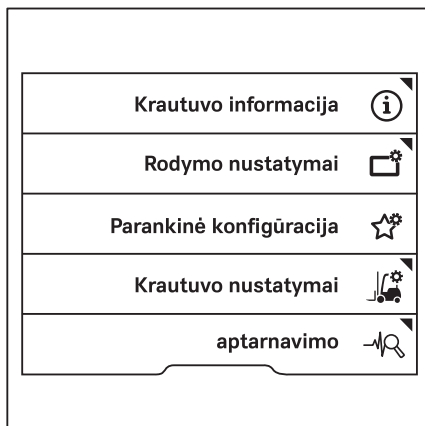 Krautuvo informacija
Rodymo nustatymai
Parankinė konfigūracija
Krautuvo nustatymai
aptarnavimo